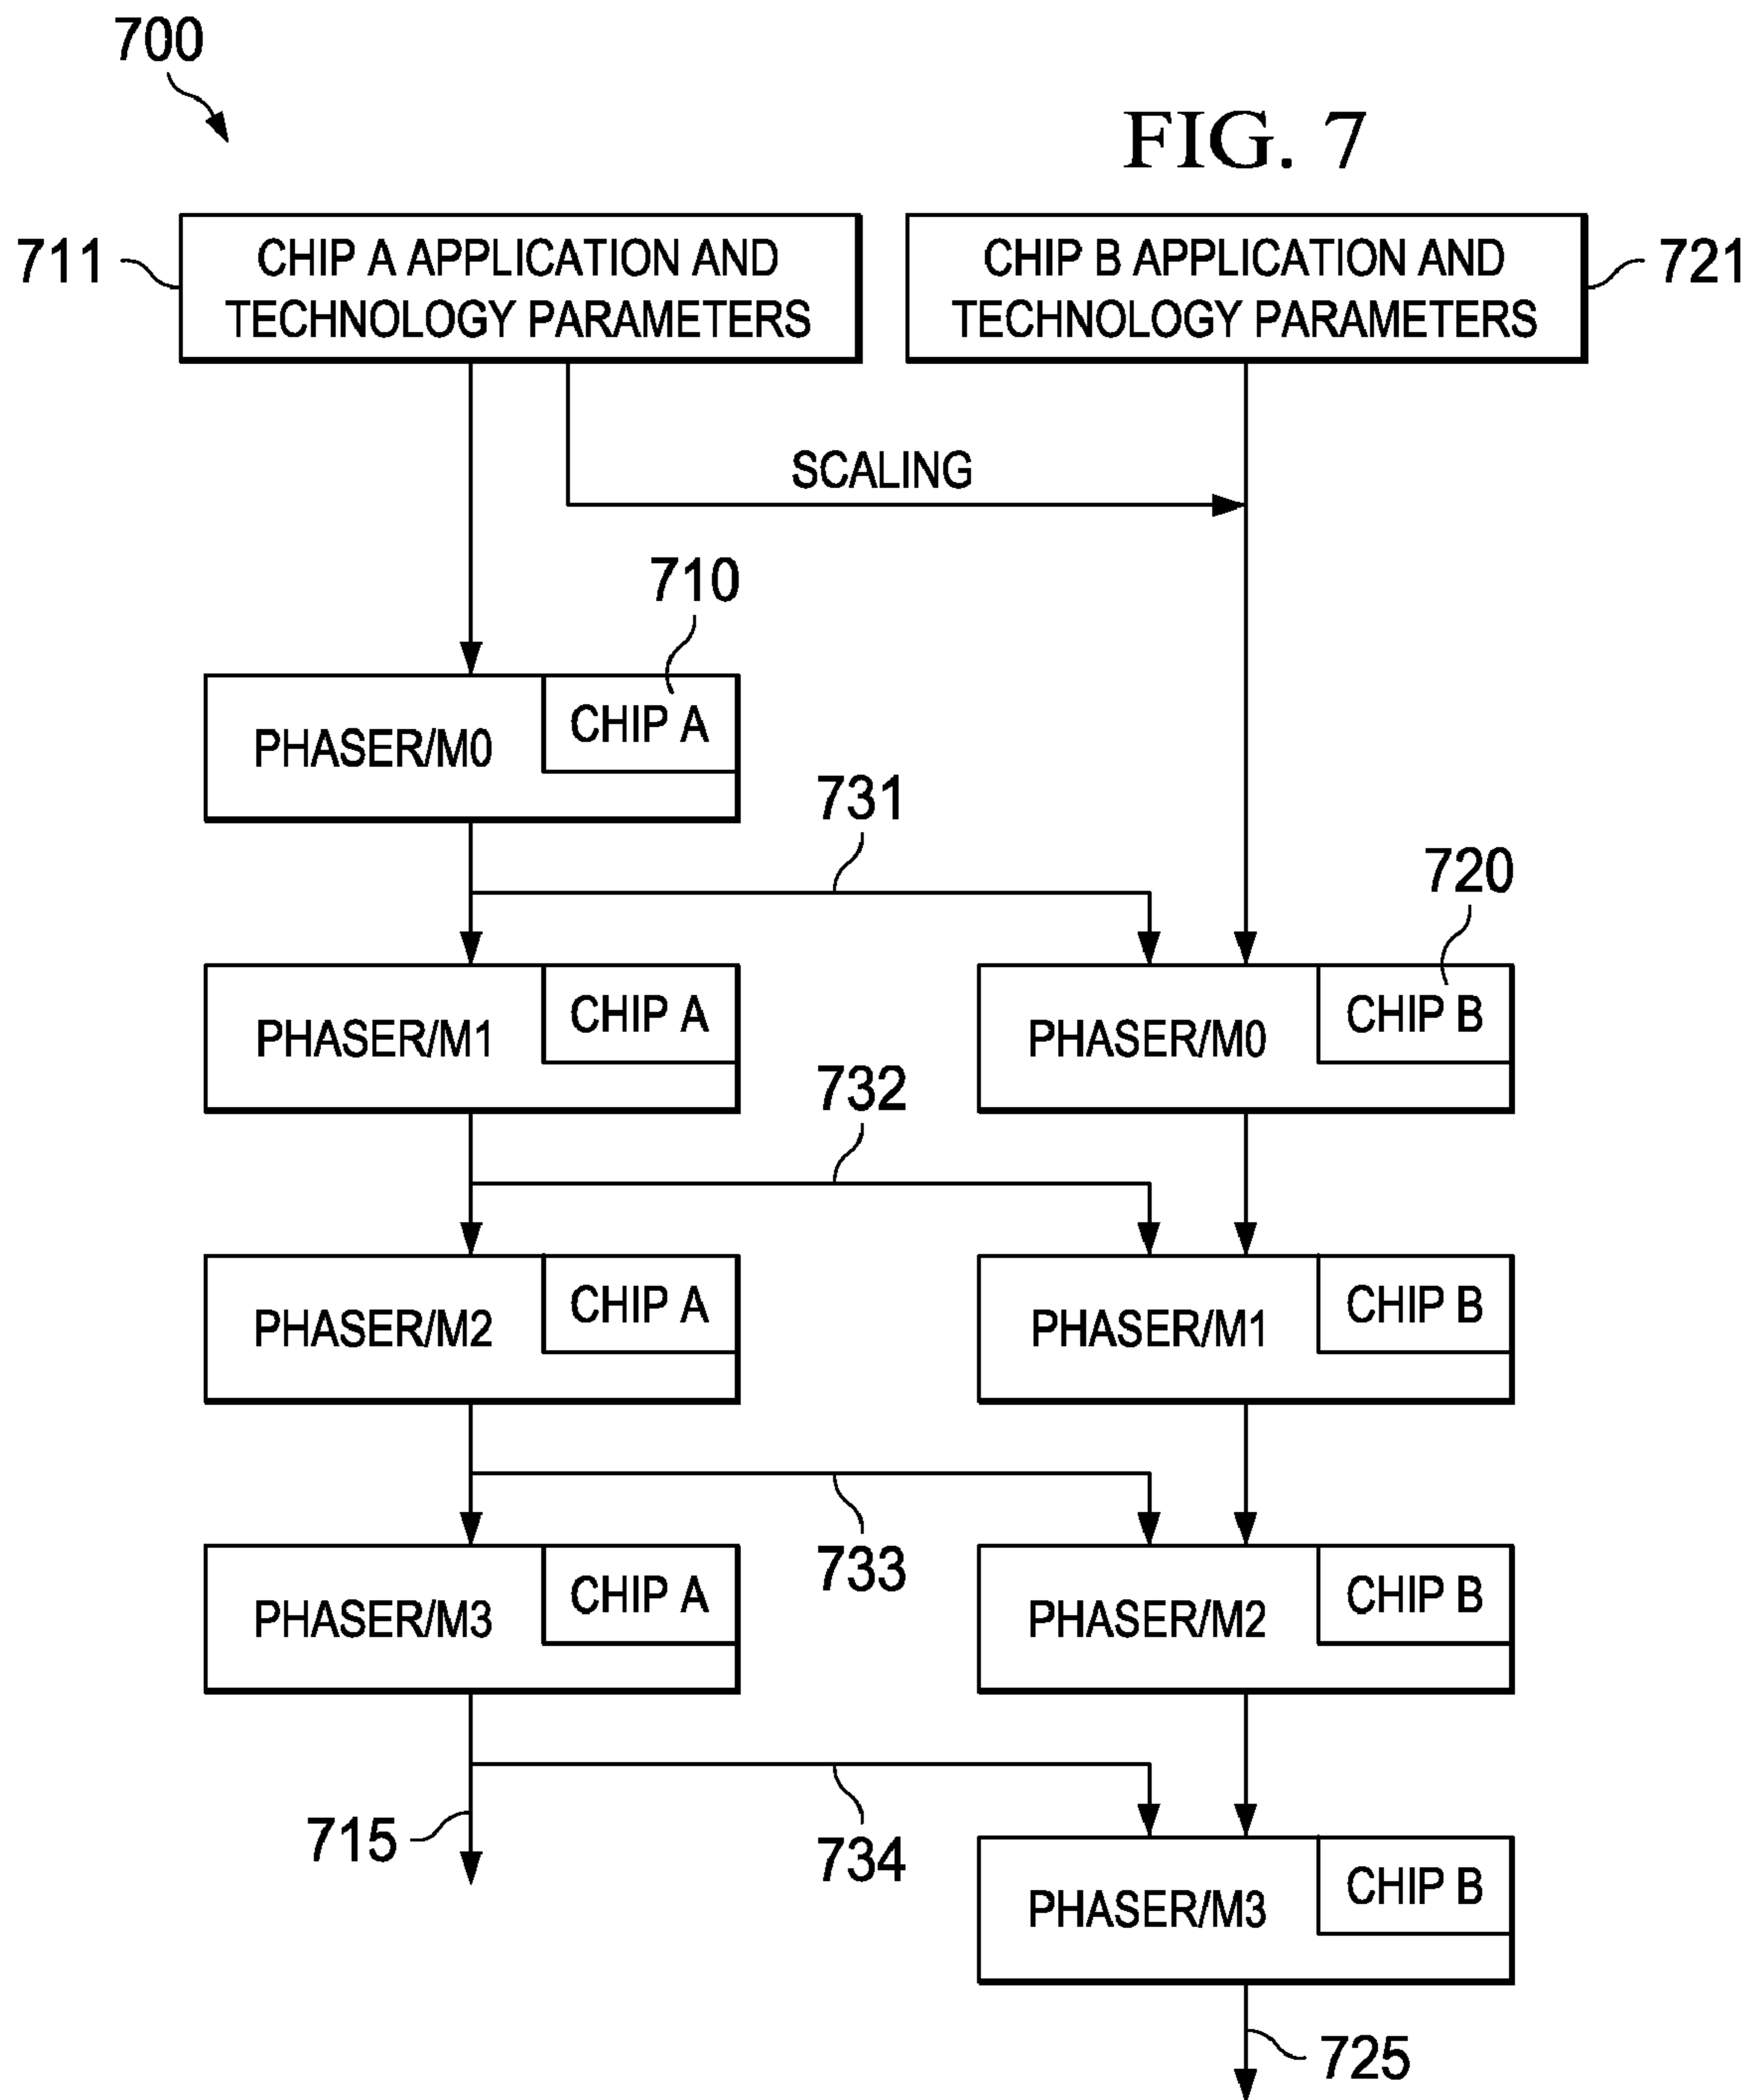 700
FIG. 7
711
CHIP A APPLICATION AND
TECHNOLOGY PARAMETERS
CHIP B APPLICATION AND
TECHNOLOGY PARAMETERS
721
SCALING
710
PHASER/M0
CHIP A
731
720
PHASER/M1
CHIP A
PHASER/M0
CHIP B
732
PHASER/M2
CHIP A
PHASER/M1
CHIP B
733
PHASER/M3
CHIP A
PHASER/M2
CHIP B
715
734
PHASER/M3
CHIP B
725